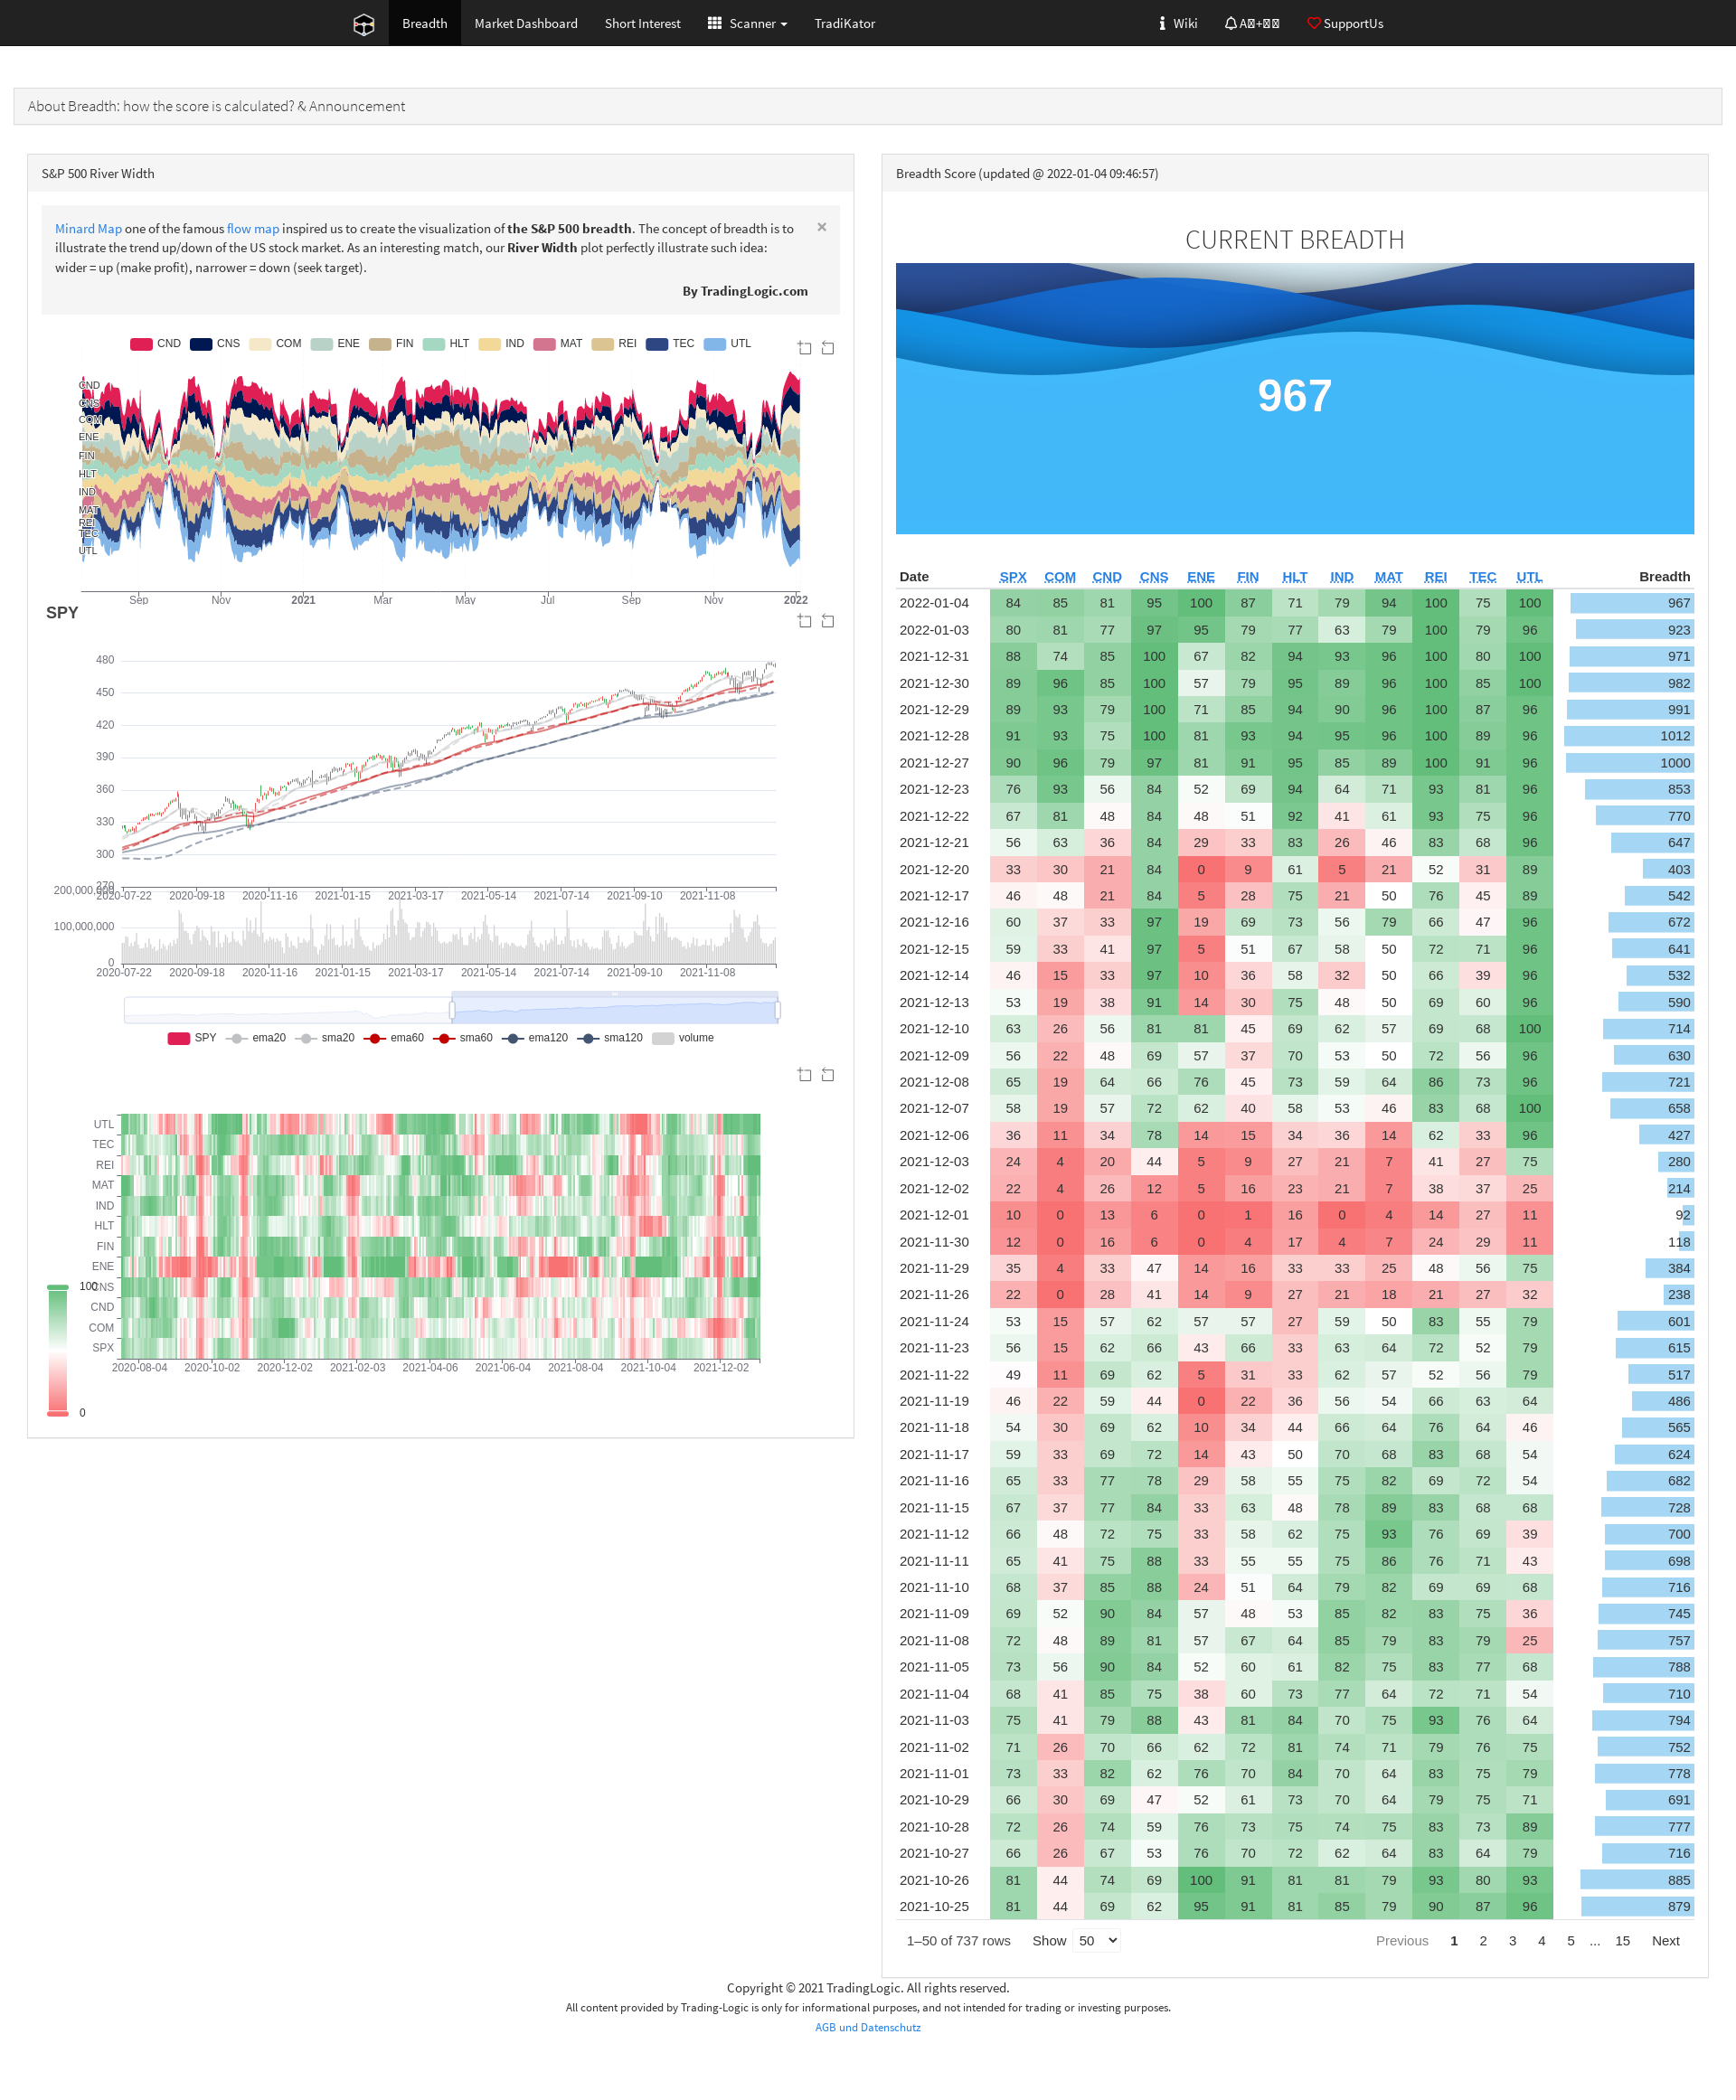 Breadth Market Dashboard Short Interest Scanner TradiKator Wiki SupportUs
About Breadth: how the score is calculated? & Announcement
S&P 500 River Width
Minard Map one of the famous flow map inspired us to create the visualization of the S&P 500 breadth. The concept of breadth is to
illustrate the trend up/down of the US stock market. As an interesting match, our River Width plot perfectly illustrate such idea:
wider = up (make profit), narrower = down (seek target).
By TradingLogic.com
×
CND CNS COM ENE FIN HLT IND MAT REI TEC UTL
CND
CNS
COM
ENE
FIN
HLT
IND
MAT
REI
TEC
UTL
Sep Nov 2021 Mar May Jul Sep Nov 2022
SPY
480
450
420
390
360
330
300
270
2020-07-22 2020-09-18 2020-11-16 2021-01-15 2021-03-17 2021-05-14 2021-07-14 2021-09-10 2021-11-08
200,000,000
100,000,000
0
2020-07-22 2020-09-18 2020-11-16 2021-01-15 2021-03-17 2021-05-14 2021-07-14 2021-09-10 2021-11-08
SPY ema20 sma20 ema60 sma60 ema120 sma120 volume
UTL
TEC
REI
MAT
IND
HLT
FIN
ENE
CNS
CND
COM
SPX
100
0
2020-08-04 2020-10-02 2020-12-02 2021-02-03 2021-04-06 2021-06-04 2021-08-04 2021-10-04 2021-12-02
Breadth Score (updated @ 2022-01-04 09:46:57)
CURRENT BREADTH
967
Date SPX COM CND CNS ENE FIN HLT IND MAT REI TEC UTL Breadth
2022-01-04 84 85 81 95 100 87 71 79 94 100 75 100 967
2022-01-03 80 81 77 97 95 79 77 63 79 100 79 96 923
2021-12-31 88 74 85 100 67 82 94 93 96 100 80 100 971
2021-12-30 89 96 85 100 57 79 95 89 96 100 85 100 982
2021-12-29 89 93 79 100 71 85 94 90 96 100 87 96 991
2021-12-28 91 93 75 100 81 93 94 95 96 100 89 96 1012
2021-12-27 90 96 79 97 81 91 95 85 89 100 91 96 1000
2021-12-23 76 93 56 84 52 69 94 64 71 93 81 96 853
2021-12-22 67 81 48 84 48 51 92 41 61 93 75 96 770
2021-12-21 56 63 36 84 29 33 83 26 46 83 68 96 647
2021-12-20 33 30 21 84 0 9 61 5 21 52 31 89 403
2021-12-17 46 48 21 84 5 28 75 21 50 76 45 89 542
2021-12-16 60 37 33 97 19 69 73 56 79 66 47 96 672
2021-12-15 59 33 41 97 5 51 67 58 50 72 71 96 641
2021-12-14 46 15 33 97 10 36 58 32 50 66 39 96 532
2021-12-13 53 19 38 91 14 30 75 48 50 69 60 96 590
2021-12-10 63 26 56 81 81 45 69 62 57 69 68 100 714
2021-12-09 56 22 48 69 57 37 70 53 50 72 56 96 630
2021-12-08 65 19 64 66 76 45 73 59 64 86 73 96 721
2021-12-07 58 19 57 72 62 40 58 53 46 83 68 100 658
2021-12-06 36 11 34 78 14 15 34 36 14 62 33 96 427
2021-12-03 24 4 20 44 5 9 27 21 7 41 27 75 280
2021-12-02 22 4 26 12 5 16 23 21 7 38 37 25 214
2021-12-01 10 0 13 6 0 1 16 0 4 14 27 11 92
2021-11-30 12 0 16 6 0 4 17 4 7 24 29 11 118
2021-11-29 35 4 33 47 14 16 33 33 25 48 56 75 384
2021-11-26 22 0 28 41 14 9 27 21 18 21 27 32 238
2021-11-24 53 15 57 62 57 57 27 59 50 83 55 79 601
2021-11-23 56 15 62 66 43 66 33 63 64 72 52 79 615
2021-11-22 49 11 69 62 5 31 33 62 57 52 56 79 517
2021-11-19 46 22 59 44 0 22 36 56 54 66 63 64 486
2021-11-18 54 30 69 62 10 34 44 66 64 76 64 46 565
2021-11-17 59 33 69 72 14 43 50 70 68 83 68 54 624
2021-11-16 65 33 77 78 29 58 55 75 82 69 72 54 682
2021-11-15 67 37 77 84 33 63 48 78 89 83 68 68 728
2021-11-12 66 48 72 75 33 58 62 75 93 76 69 39 700
2021-11-11 65 41 75 88 33 55 55 75 86 76 71 43 698
2021-11-10 68 37 85 88 24 51 64 79 82 69 69 68 716
2021-11-09 69 52 90 84 57 48 53 85 82 83 75 36 745
2021-11-08 72 48 89 81 57 67 64 85 79 83 79 25 757
2021-11-05 73 56 90 84 52 60 61 82 75 83 77 68 788
2021-11-04 68 41 85 75 38 60 73 77 64 72 71 54 710
2021-11-03 75 41 79 88 43 81 84 70 75 93 76 64 794
2021-11-02 71 26 70 66 62 72 81 74 71 79 76 75 752
2021-11-01 73 33 82 62 76 70 84 70 64 83 75 79 778
2021-10-29 66 30 69 47 52 61 73 70 64 79 75 71 691
2021-10-28 72 26 74 59 76 73 75 74 75 83 73 89 777
2021-10-27 66 26 67 53 76 70 72 62 64 83 64 79 716
2021-10-26 81 44 74 69 100 91 81 81 79 93 80 93 885
2021-10-25 81 44 69 62 95 91 81 85 79 90 87 96 879
1–50 of 737 rows Show 50 Previous 1 2 3 4 5 ... 15 Next
Copyright © 2021 TradingLogic. All rights reserved.
All content provided by Trading-Logic is only for informational purposes, and not intended for trading or investing purposes.
AGB und Datenschutz